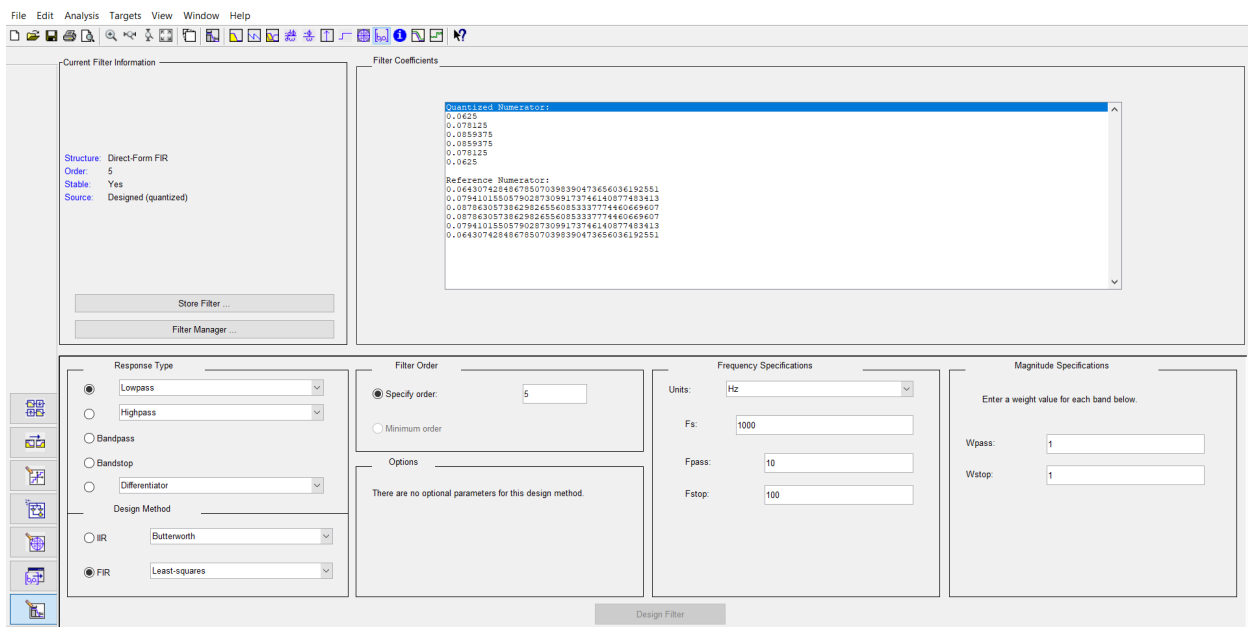 File Edit Analysis Targets View Window Help
Current Filter Information
Structure: Direct-Form FIR
Order: 5
Stable: Yes
Source: Designed (quantized)
Store Filter ...
Filter Manager ...
Filter Coefficients
Quantized Numerator:
0.0625
0.078125
0.0859375
0.0859375
0.078125
0.0625
Reference Numerator:
0.064307428486785070398390473656036192551
0.079410155057902873099173746140877483413
0.087863057386298265560853337774460669607
0.087863057386298265560853337774460669607
0.079410155057902873099173746140877483413
0.064307428486785070398390473656036192551
Response Type
Lowpass
Highpass
Bandpass
Bandstop
Differentiator
Design Method
IIR Butterworth
FIR Least-squares
Filter Order
Specify order: 5
Minimum order
Options
There are no optional parameters for this design method.
Frequency Specifications
Units: Hz
Fs: 1000
Fpass: 10
Fstop: 100
Magnitude Specifications
Enter a weight value for each band below.
Wpass: 1
Wstop: 1
Design Filter